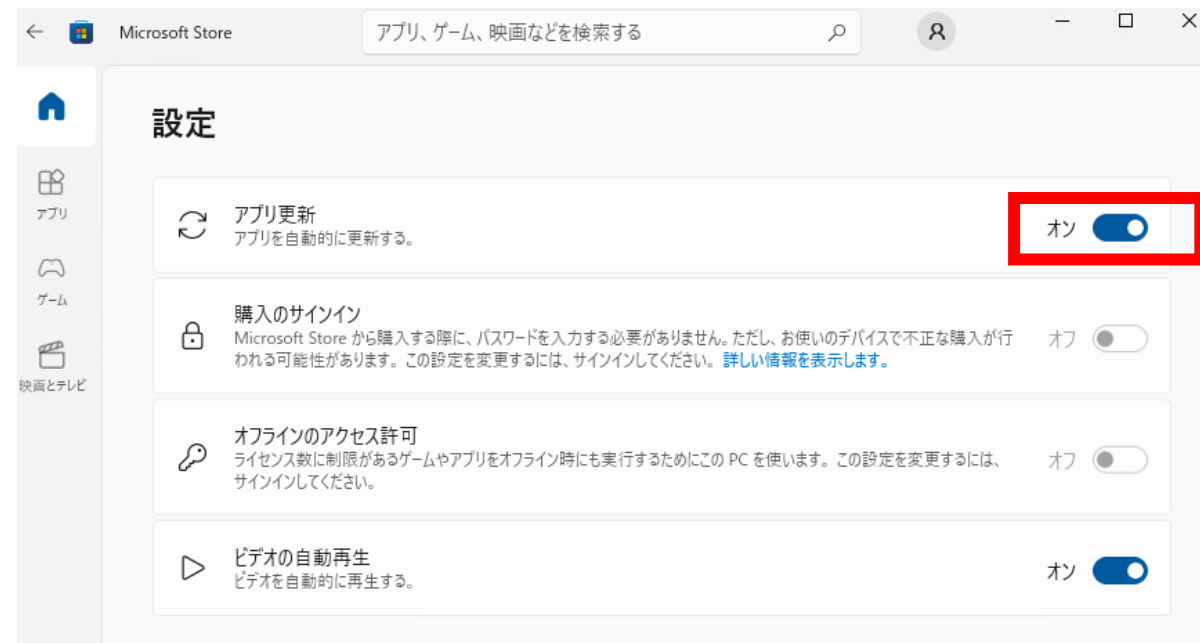 Microsoft Store
アプリ、ゲーム、映画などを検索する
設定
アプリ
ゲーム
映画とテレビ
アプリ更新
アプリを自動的に更新する。
オン
購入のサインイン
Microsoft Store から購入する際に、パスワードを入力する必要がありません。ただし、お使いのデバイスで不正な購入が行
われる可能性があります。この設定を変更するには、サインインしてください。詳しい情報を表示します。
オフ
オフラインのアクセス許可
ライセンス数に制限があるゲームやアプリをオフライン時にも実行するためにこの PC を使います。この設定を変更するには、
サインインしてください。
オフ
ビデオの自動再生
ビデオを自動的に再生する。
オン